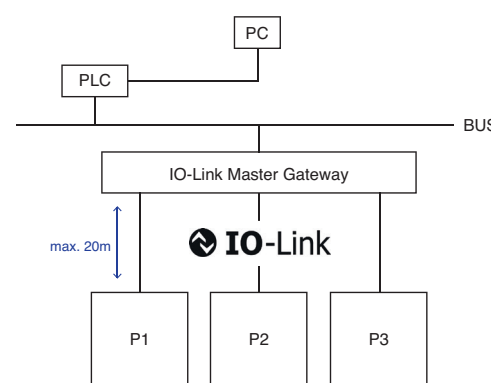 PC
PLC
BUS
IO-Link Master Gateway
max. 20m
IO-Link
P1
P2
P3